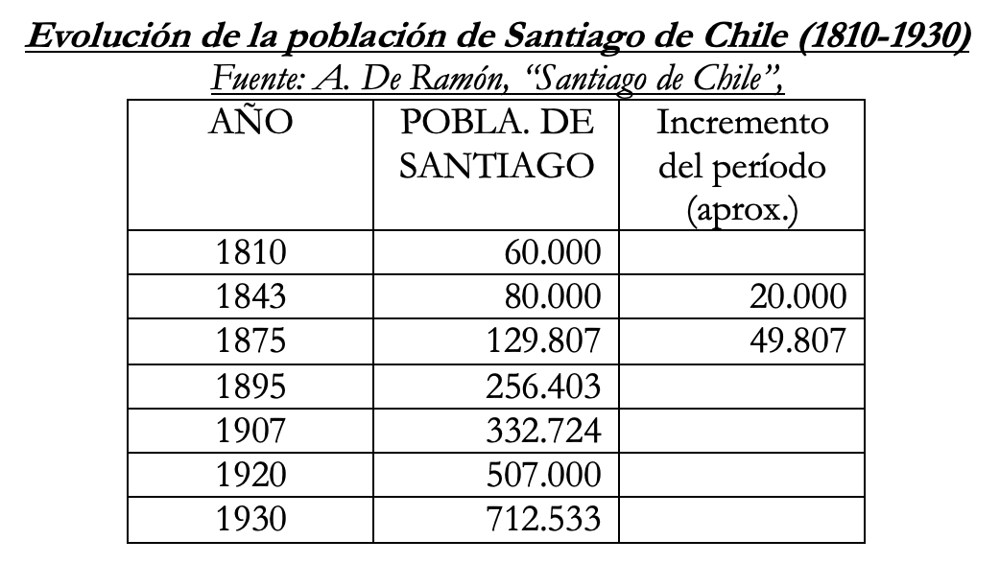 Evolución de la población de Santiago de Chile (1810-1930)
Fuente: A. De Ramón, “Santiago de Chile”,
AÑO POBLA. DE SANTIAGO Incremento del período (aprox.)
1810 60.000
1843 80.000 20.000
1875 129.807 49.807
1895 256.403
1907 332.724
1920 507.000
1930 712.533